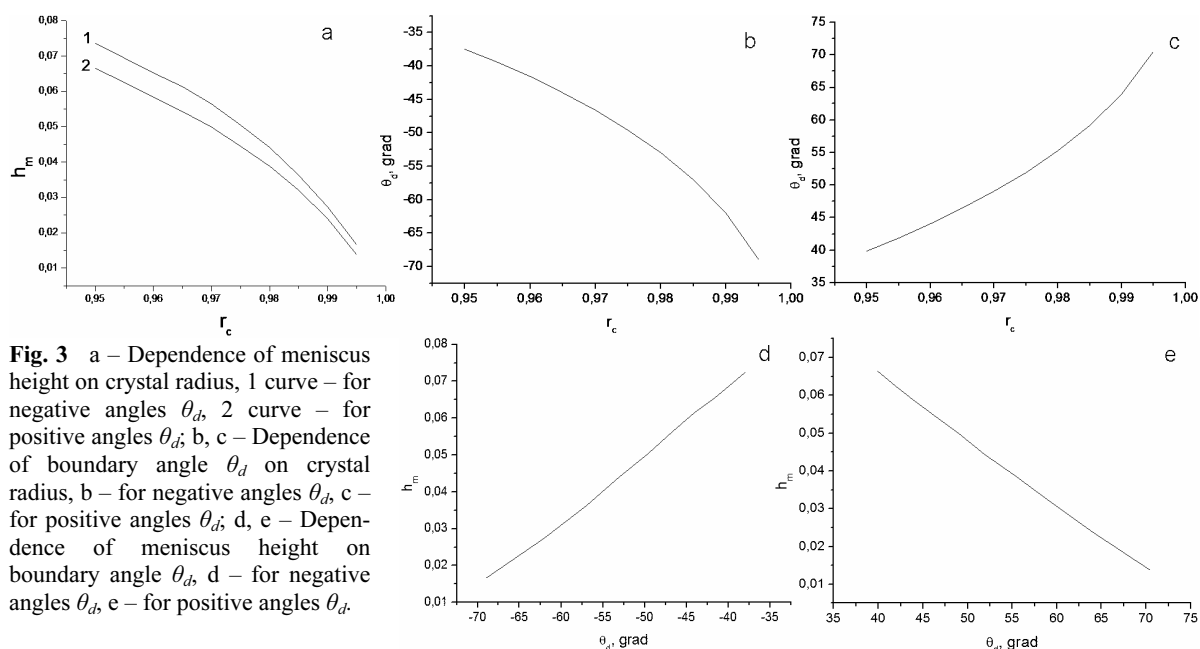 a
0,08
0,07
0,06
0,05
0,04
0,03
0,02
0,01
h_m
1
2
0,95 0,96 0,97 0,98 0,99 1,00
r_c
b
-35
-40
-45
-50
-55
-60
-65
-70
θ_d, grad
0,95 0,96 0,97 0,98 0,99 1,00
r_c
c
75
70
65
60
55
50
45
40
35
θ_d, grad
0,95 0,96 0,97 0,98 0,99 1,00
r_c
Fig. 3 a – Dependence of meniscus
height on crystal radius, 1 curve – for
negative angles θ_d, 2 curve – for
positive angles θ_d; b, c – Dependence
of boundary angle θ_d on crystal
radius, b – for negative angles θ_d, c –
for positive angles θ_d; d, e – Depen-
dence of meniscus height on
boundary angle θ_d, d – for negative
angles θ_d, e – for positive angles θ_d.
d
0,08
0,07
0,06
0,05
0,04
0,03
0,02
0,01
h_m
-70 -65 -60 -55 -50 -45 -40 -35
θ_d, grad
e
0,07
0,06
0,05
0,04
0,03
0,02
0,01
h_m
35 40 45 50 55 60 65 70 75
θ_d, grad